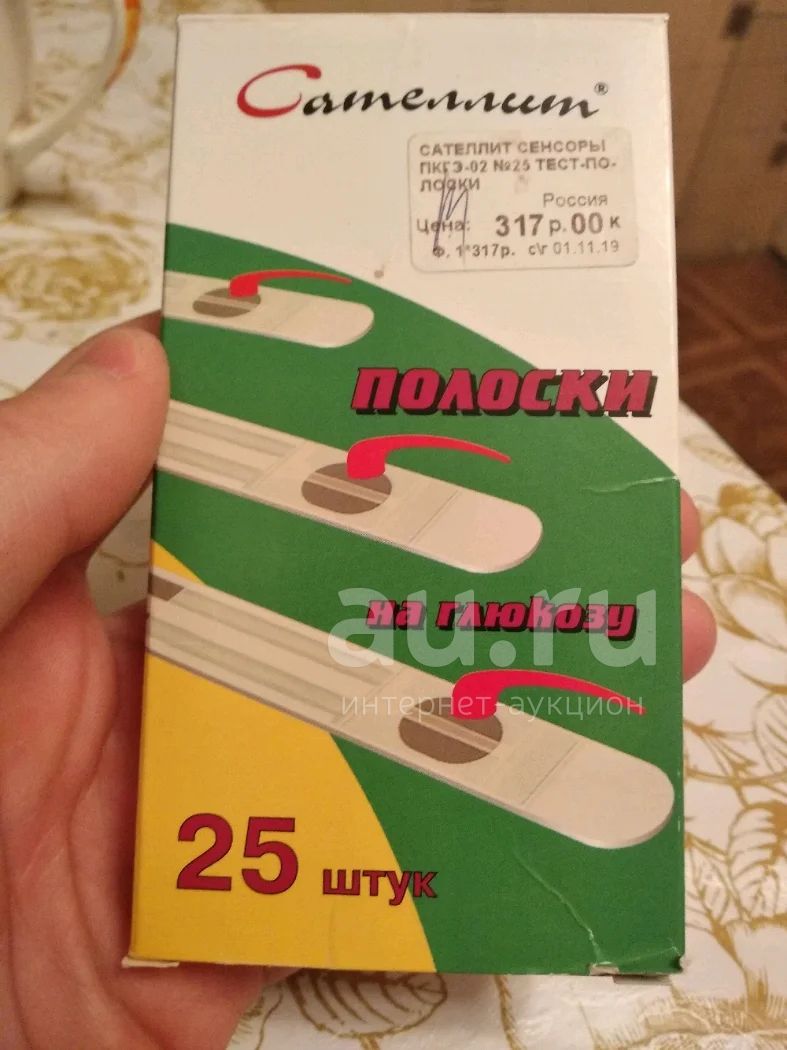 Сателлит®
САТЕЛЛИТ СЕНСОРЫ
ПКГЭ-02 №25 ТЕСТ-ПО-
ЛОСКИ
Россия
Цена: 317 р. 00 к
Ф. 1*317р. с\г 01.11.19
ПОЛОСКИ
на глюкозу
au.ru
интернет-аукцион
25 штук